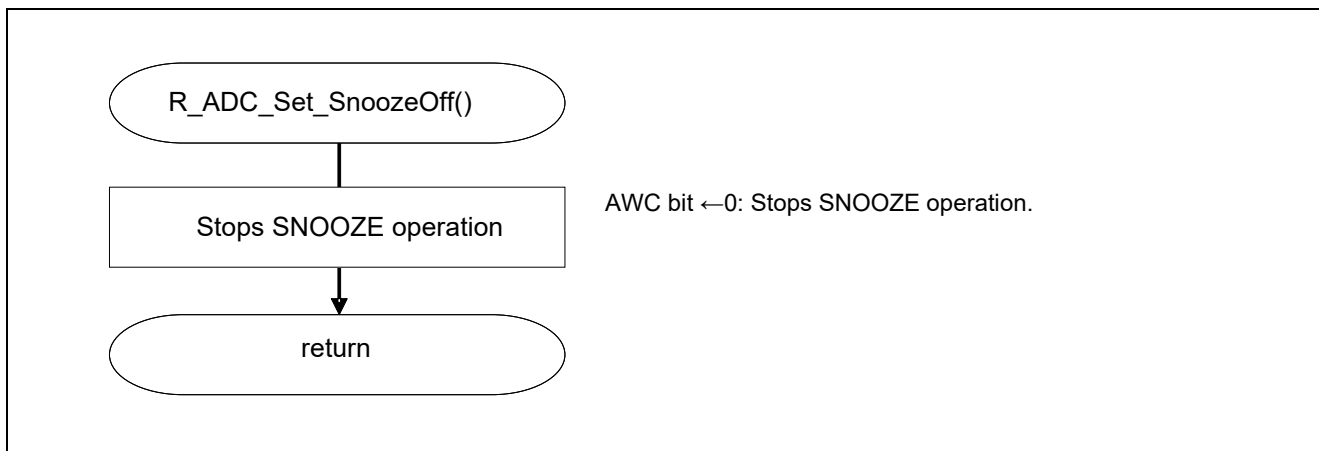 R_ADC_Set_SnoozeOff()
Stops SNOOZE operation
AWC bit ←0: Stops SNOOZE operation.
return